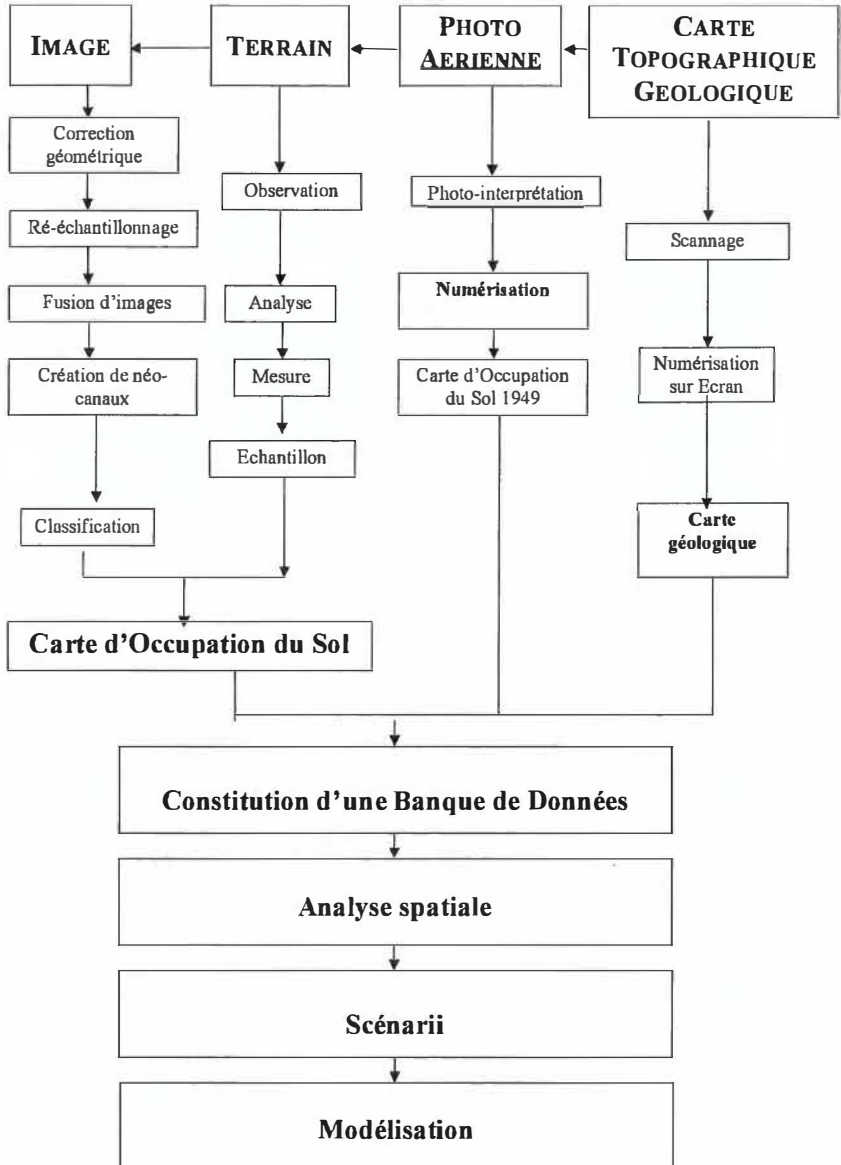 IMAGE
TERRAIN
PHOTO
AERIENNE
CARTE
TOPOGRAPHIQUE
GEOLOGIQUE
Correction
géométrique
Ré-échantillonnage
Fusion d'images
Création de néo-
canaux
Classification
Observation
Analyse
Mesure
Echantillon
Photo-interprétation
Numérisation
Carte d'Occupation
du Sol 1949
Scannage
Numérisation
sur Ecran
Carte
géologique
Carte d'Occupation du Sol
Constitution d'une Banque de Données
Analyse spatiale
Scénarii
Modélisation